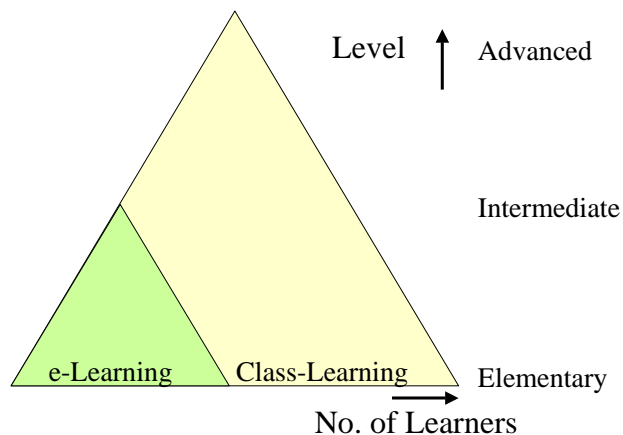 Level
Advanced
Intermediate
e-Learning
Class-Learning
Elementary
No. of Learners